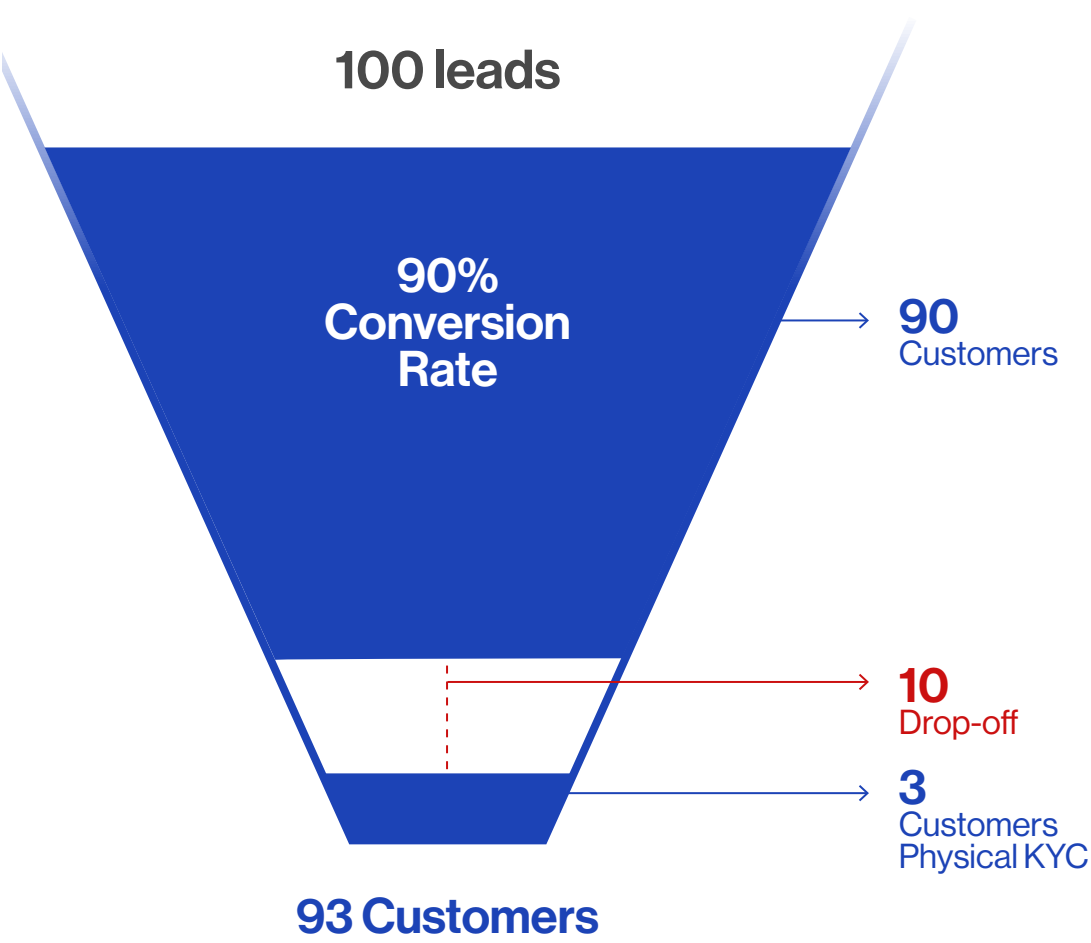 100 leads
90%
Conversion
Rate
90
Customers
10
Drop-off
3
Customers
Physical KYC
93 Customers